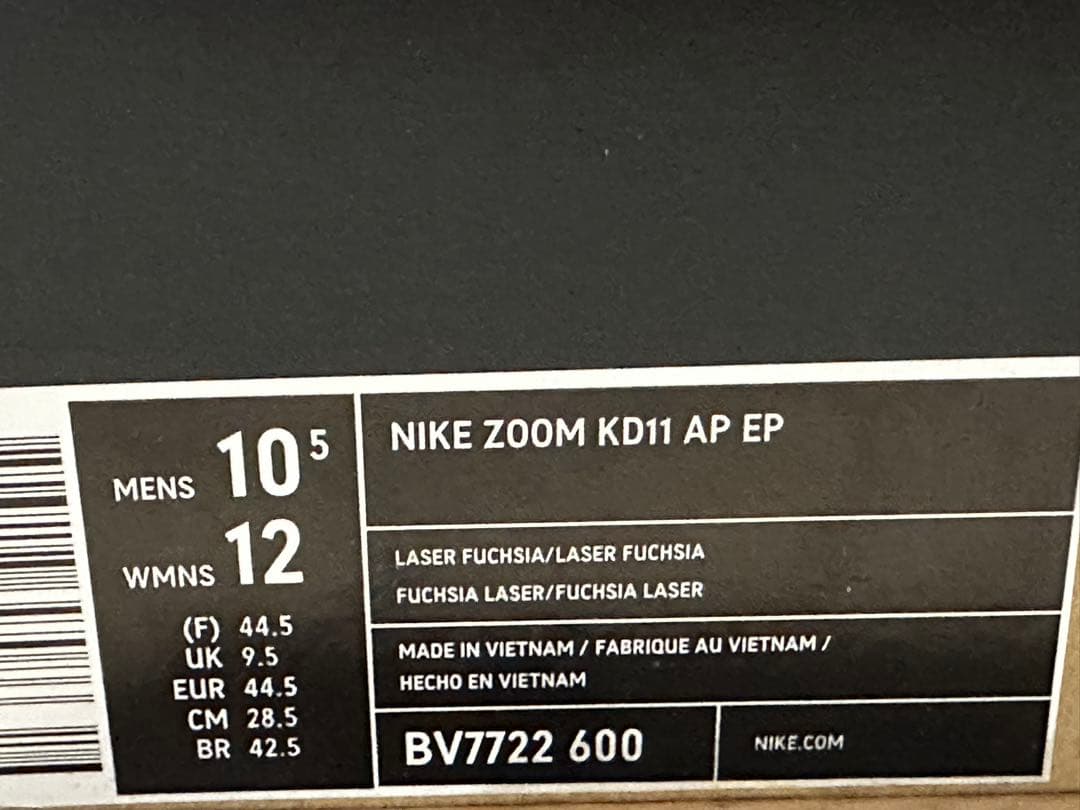 MENS 10 5
WMNS 12
(F) 44.5
UK 9.5
EUR 44.5
CM 28.5
BR 42.5
NIKE ZOOM KD11 AP EP
LASER FUCHSIA/LASER FUCHSIA
FUCHSIA LASER/FUCHSIA LASER
MADE IN VIETNAM / FABRIQUE AU VIETNAM /
HECHO EN VIETNAM
BV7722 600
NIKE.COM